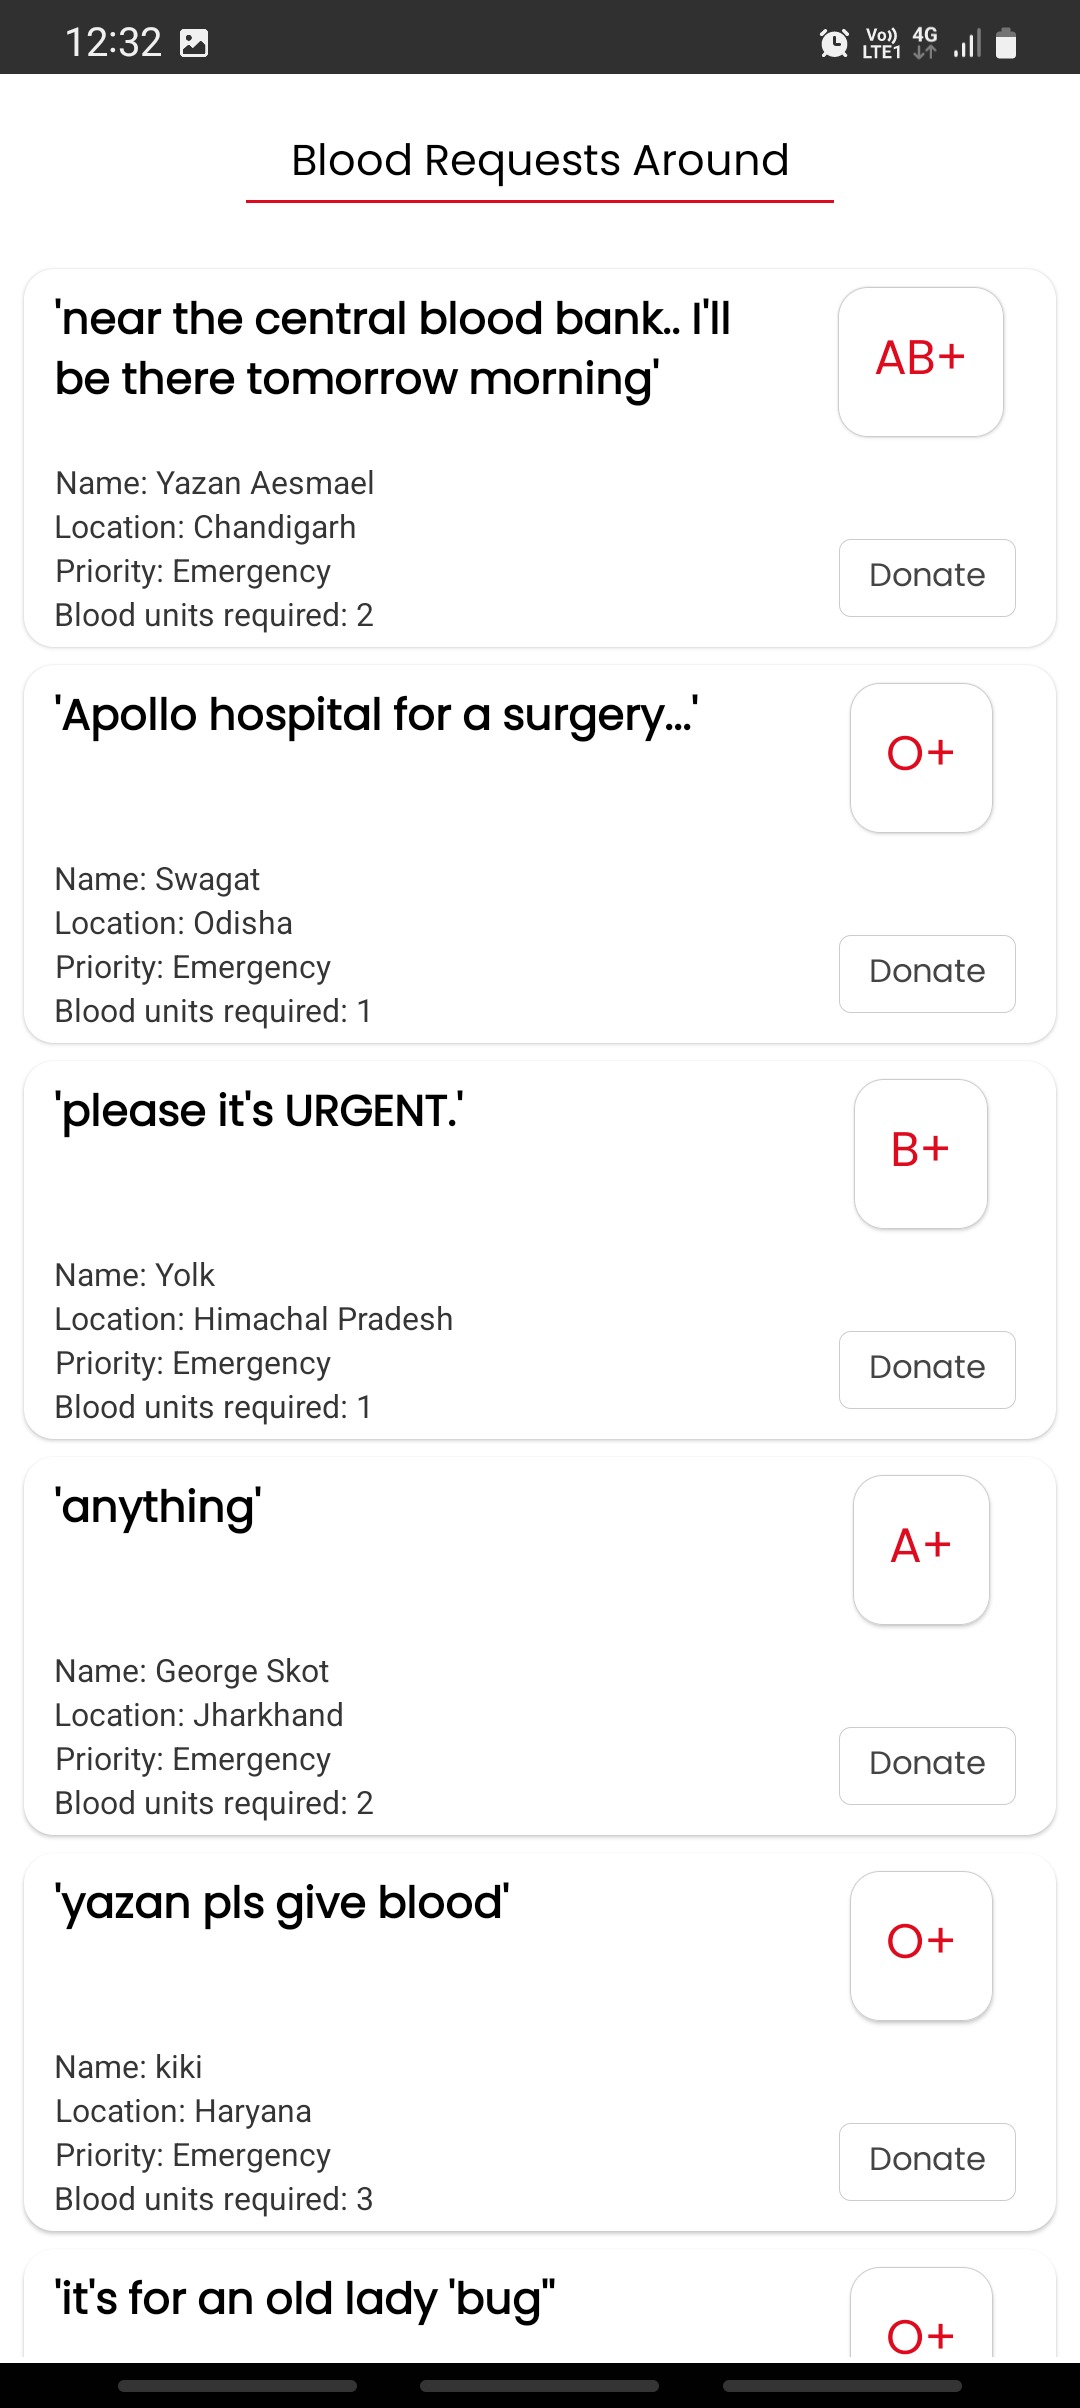 12:32
Vo)) 4G
LTE1
Blood Requests Around
'near the central blood bank.. I'll
be there tomorrow morning'
AB+
Name: Yazan Aesmael
Location: Chandigarh
Priority: Emergency
Blood units required: 2
Donate
'Apollo hospital for a surgery...'
O+
Name: Swagat
Location: Odisha
Priority: Emergency
Blood units required: 1
Donate
'please it's URGENT.'
B+
Name: Yolk
Location: Himachal Pradesh
Priority: Emergency
Blood units required: 1
Donate
'anything'
A+
Name: George Skot
Location: Jharkhand
Priority: Emergency
Blood units required: 2
Donate
'yazan pls give blood'
O+
Name: kiki
Location: Haryana
Priority: Emergency
Blood units required: 3
Donate
'it's for an old lady 'bug''
O+